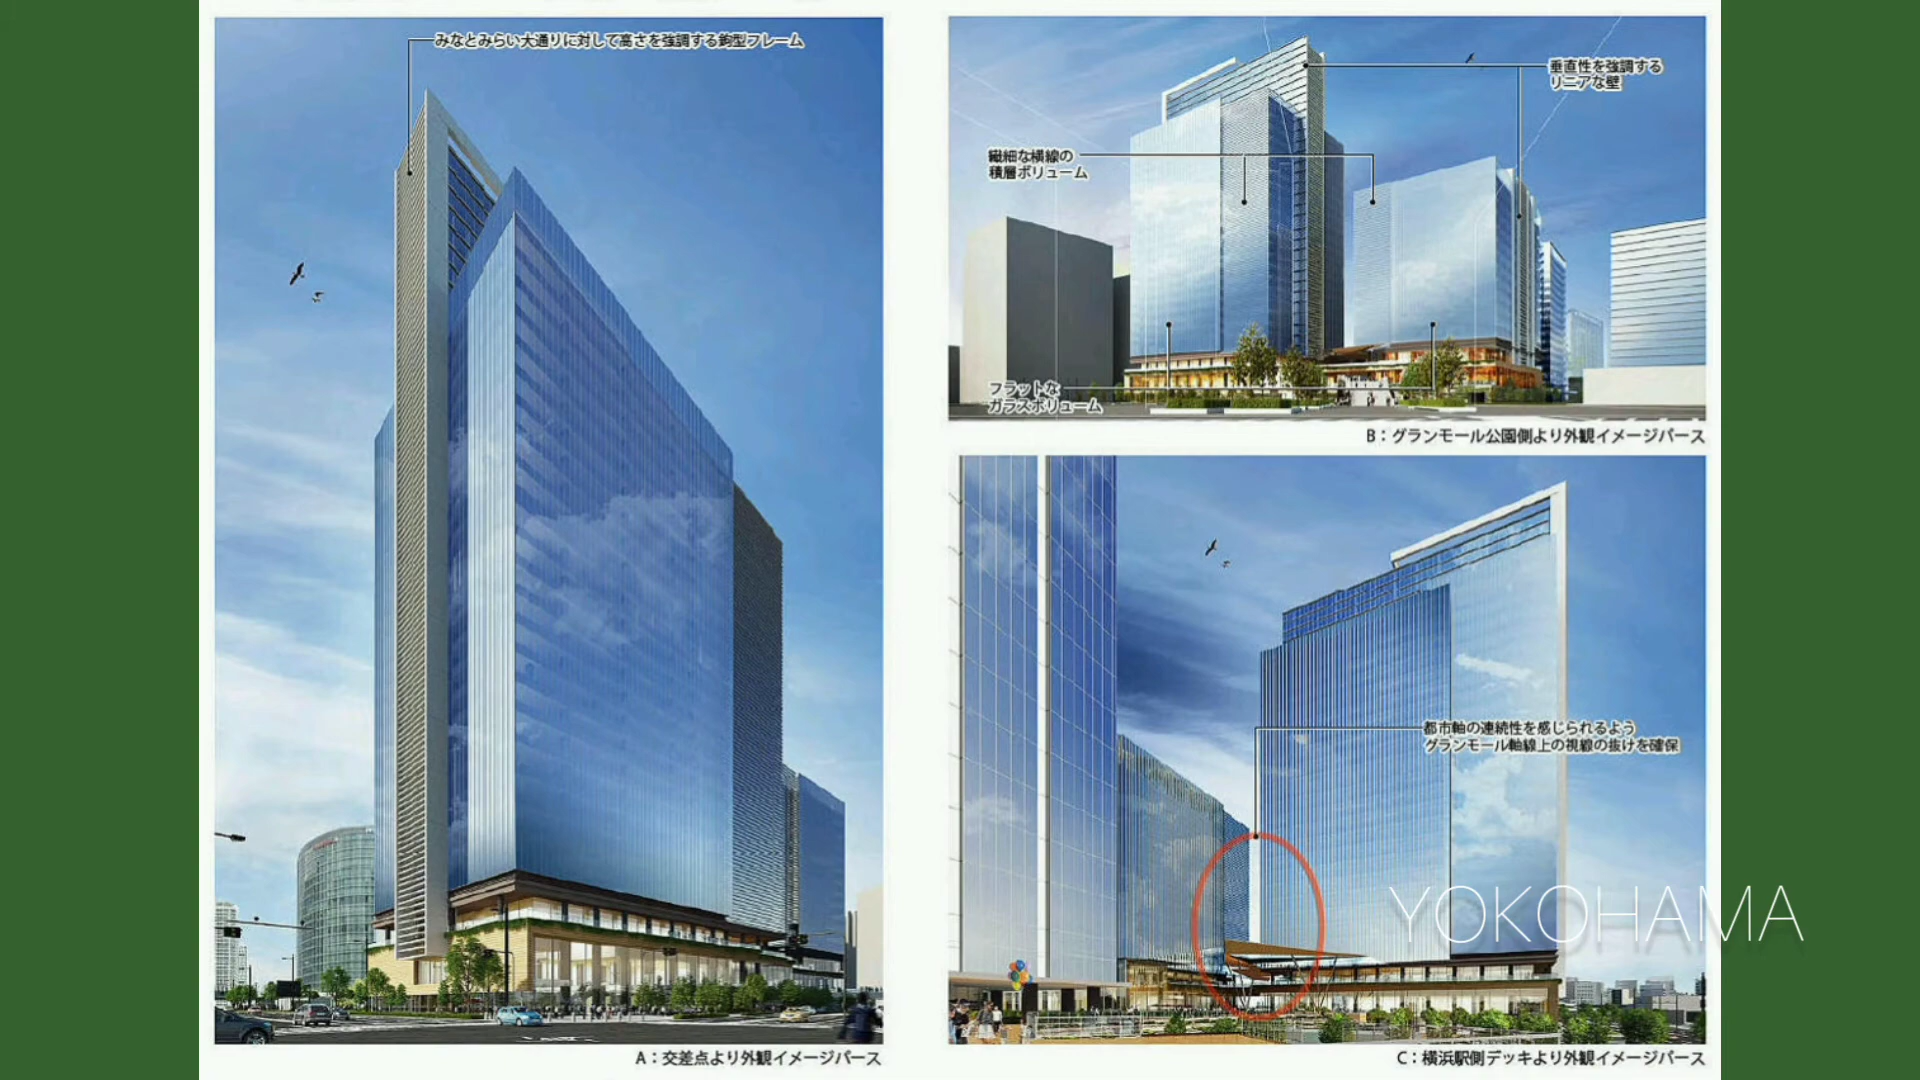 みなとみらい大通りに対して高さを強調する鉤型フレーム
A：交差点より外観イメージパース
垂直性を強調する
リニアな壁
繊細な横線の
積層ボリューム
フラットな
ガラスボリューム
B：グランモール公園側より外観イメージパース
都市軸の連続性を感じられるよう
グランモール軸線上の視線の抜けを確保
YOKOHAMA
C：横浜駅側デッキより外観イメージパース